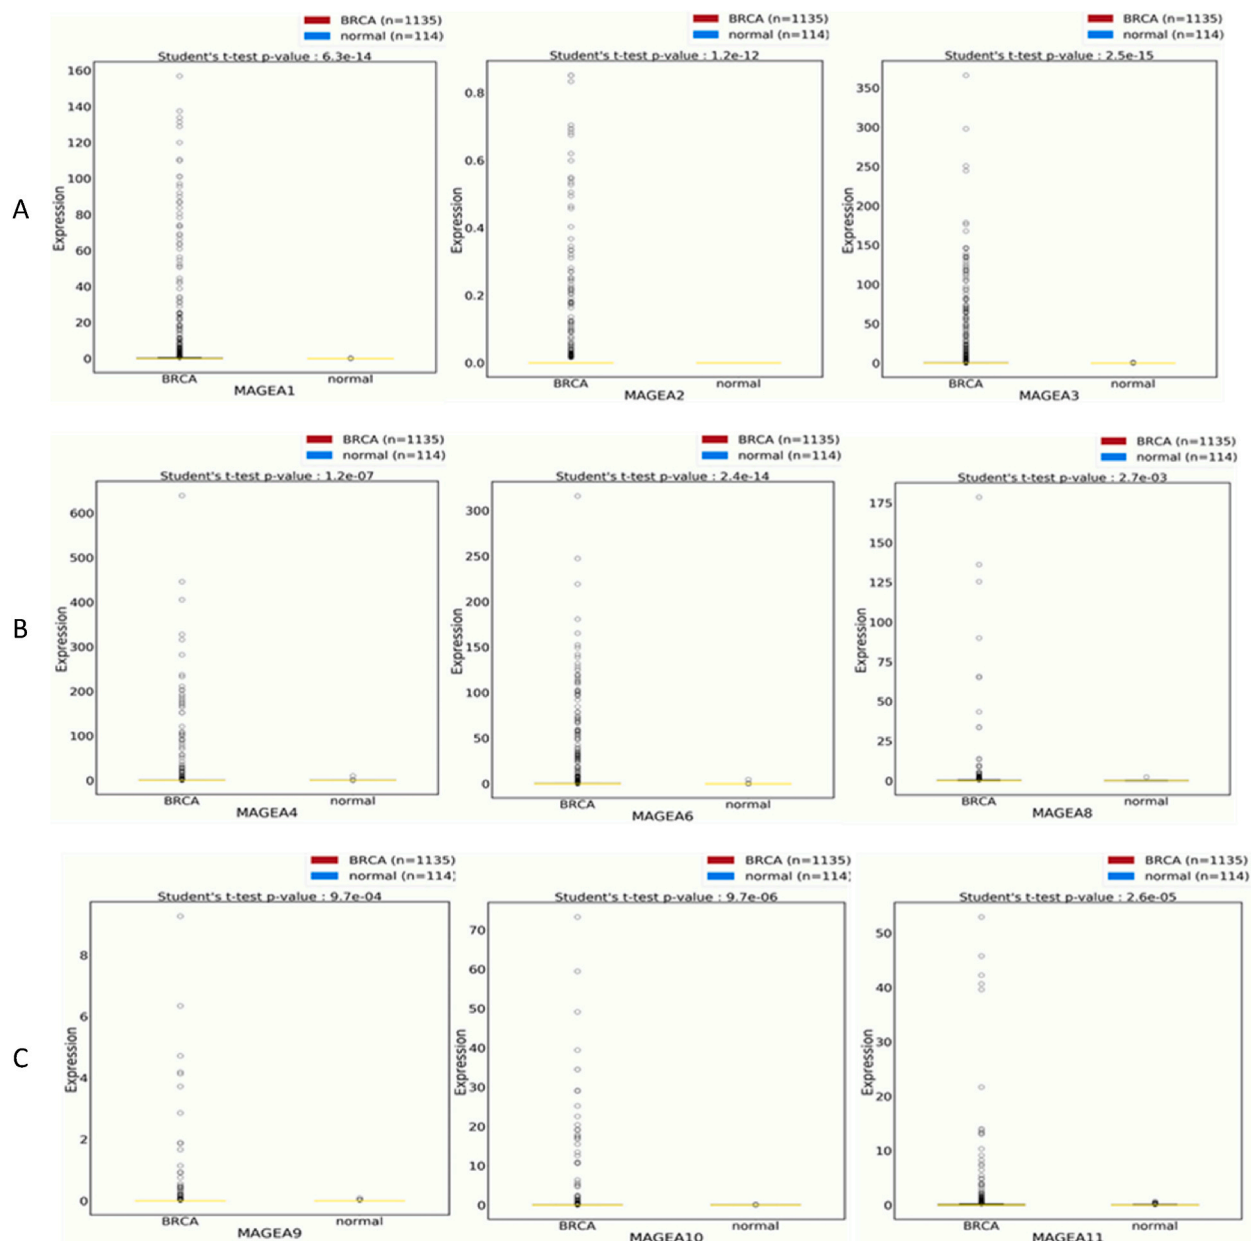 BRCA (n=1135)
normal (n=114)
Student's t-test p-value : 6.3e-14
160
140
120
100
80
60
40
20
0
Expression
BRCA
normal
MAGEA1
BRCA (n=1135)
normal (n=114)
Student's t-test p-value : 1.2e-12
0.8
0.6
0.4
0.2
0.0
Expression
BRCA
normal
MAGEA2
BRCA (n=1135)
normal (n=114)
Student's t-test p-value : 2.5e-15
350
300
250
200
150
100
50
0
Expression
BRCA
normal
MAGEA3
A
BRCA (n=1135)
normal (n=114)
Student's t-test p-value : 1.2e-07
600
500
400
300
200
100
0
Expression
BRCA
normal
MAGEA4
BRCA (n=1135)
normal (n=114)
Student's t-test p-value : 2.4e-14
300
250
200
150
100
50
0
Expression
BRCA
normal
MAGEA6
BRCA (n=1135)
normal (n=114)
Student's t-test p-value : 2.7e-03
175
150
125
100
75
50
25
0
Expression
BRCA
normal
MAGEA8
B
BRCA (n=1135)
normal (n=114)
Student's t-test p-value : 9.7e-04
8
6
4
2
0
Expression
BRCA
normal
MAGEA9
BRCA (n=1135)
normal (n=114)
Student's t-test p-value : 9.7e-06
70
60
50
40
30
20
10
0
Expression
BRCA
normal
MAGEA10
BRCA (n=1135)
normal (n=114)
Student's t-test p-value : 2.6e-05
50
40
30
20
10
0
Expression
BRCA
normal
MAGEA11
C